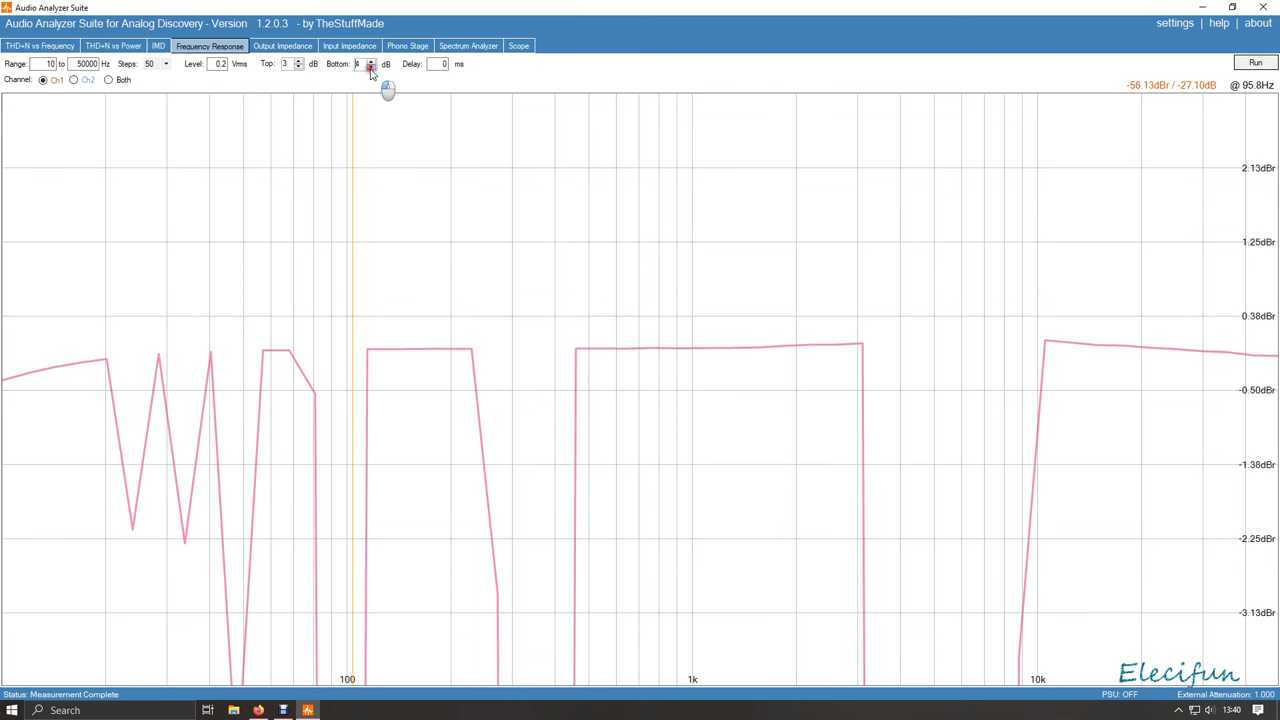 Audio Analyzer Suite
Audio Analyzer Suite for Analog Discovery - Version 1.2.0.3 - by TheStuffMade
settings | help | about
THD+N vs Frequency THD+N vs Power IMD Frequency Response Output Impedance Input Impedance Phono Stage Spectrum Analyzer Scope
Range: 10 to 50000 Hz Steps: 50 Level: 0.2 Vrms Top: 3 dB Bottom: 4 dB Delay: 0 ms Run
Channel: Ch1 Ch2 Both
-56.13dBr / -27.10dB @ 95.8Hz
2.13dBr
1.25dBr
0.38dBr
-0.50dBr
-1.38dBr
-2.25dBr
-3.13dBr
Elecifun
100 1k 10k
Status: Measurement Complete PSU: OFF External Attenuation: 1.000
Search 13:40